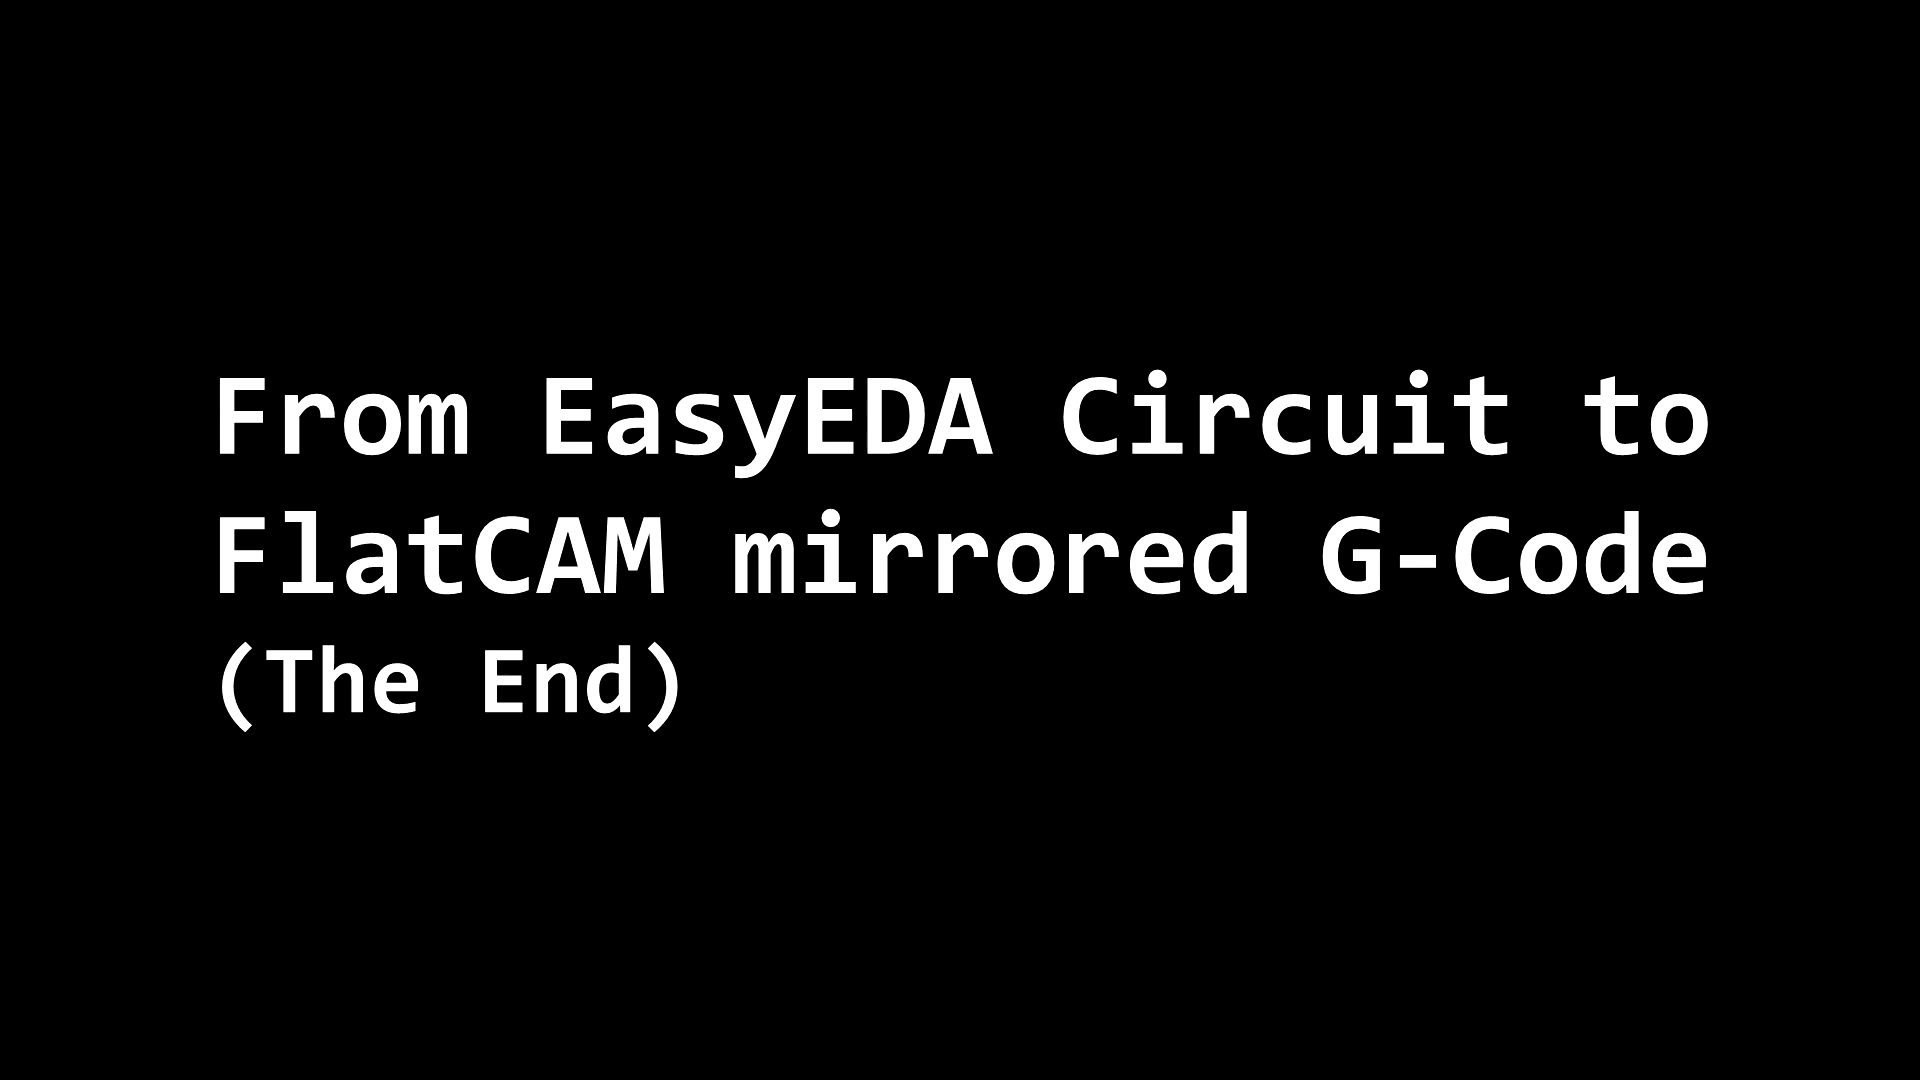 From EasyEDA Circuit to
FlatCAM mirrored G-Code
(The End)